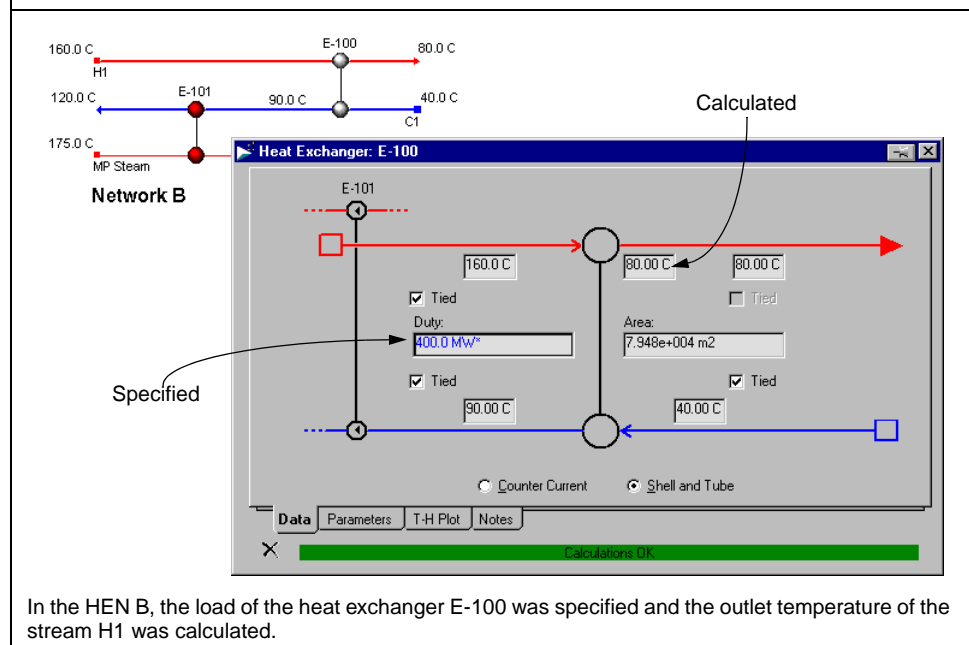 160.0 C
E-100
80.0 C
H1
120.0 C
E-101
90.0 C
40.0 C
C1
175.0 C
MP Steam
Network B
Calculated
Heat Exchanger: E-100
E-101
160.0 C
80.00 C
80.00 C
Tied
Tied
Duty:
Area:
400.0 MW*
7.948e+004 m2
Specified
Tied
Tied
90.00 C
40.00 C
Counter Current
Shell and Tube
Data
Parameters
T-H Plot
Notes
Calculations OK
In the HEN B, the load of the heat exchanger E-100 was specified and the outlet temperature of the
stream H1 was calculated.